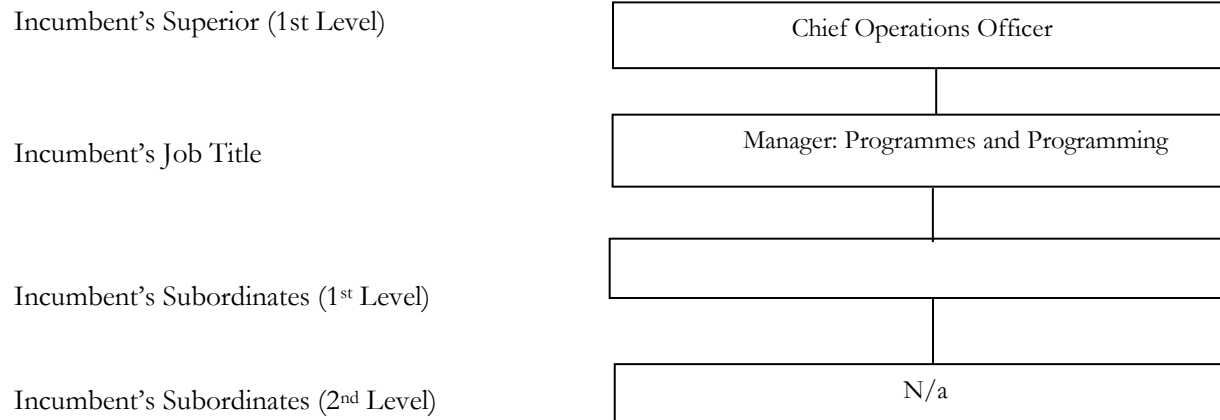 Incumbent’s Superior (1st Level)
Chief Operations Officer
Incumbent’s Job Title
Manager: Programmes and Programming
Incumbent’s Subordinates (1st Level)
Incumbent’s Subordinates (2nd Level)
N/a